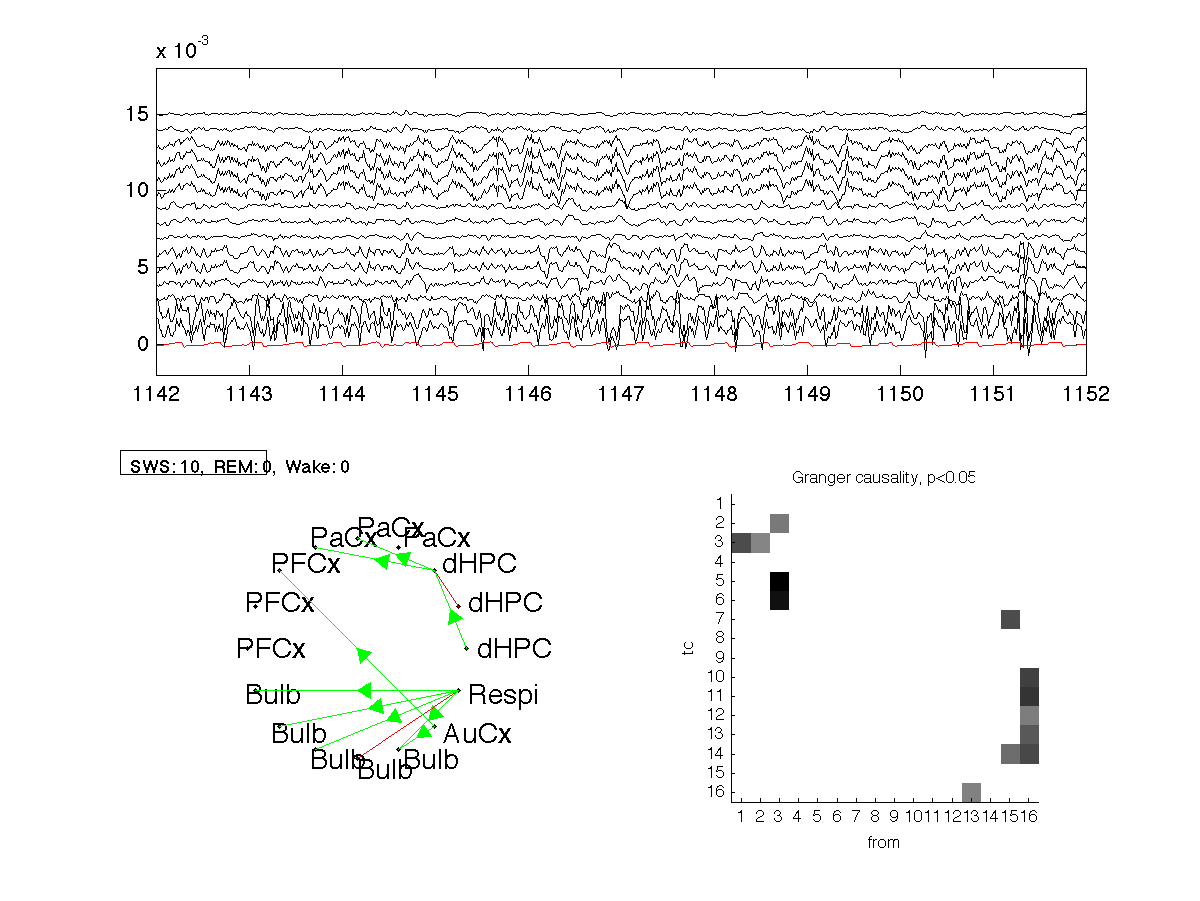 x 10-3
15
10
5
0
1142 1143 1144 1145 1146 1147 1148 1149 1150 1151 1152
SWS:10, REM:0, Wake:0
PaCx
PaCx PaCx
PFCx dHPC
PFCx dHPC
PFCx dHPC
Bulb Respi
Bulb AuCx
Bulb Bulb
Bulb
Granger causality, p<0.05
1
2
3
4
5
6
7
8
9
10
11
12
13
14
15
16
tc
1 2 3 4 5 6 7 8 9 10 11 12 13 14 15 16
from